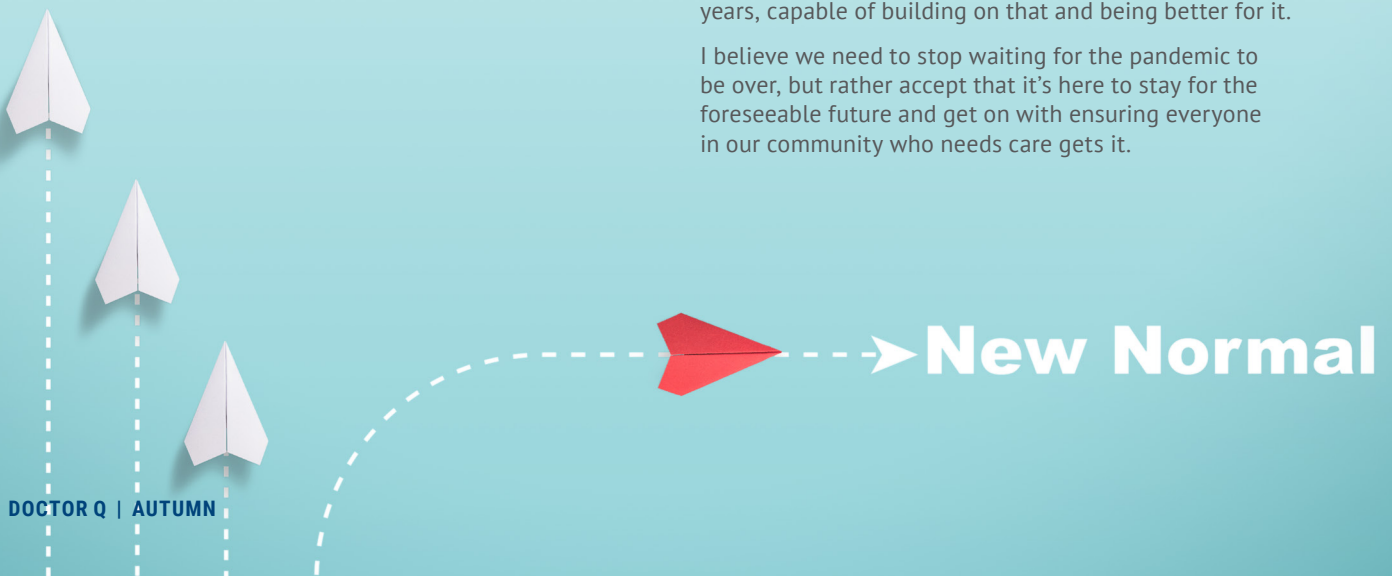 years, capable of building on that and being better for it.
I believe we need to stop waiting for the pandemic to
be over, but rather accept that it’s here to stay for the
foreseeable future and get on with ensuring everyone
in our community who needs care gets it.
New Normal
DOCTOR Q | AUTUMN